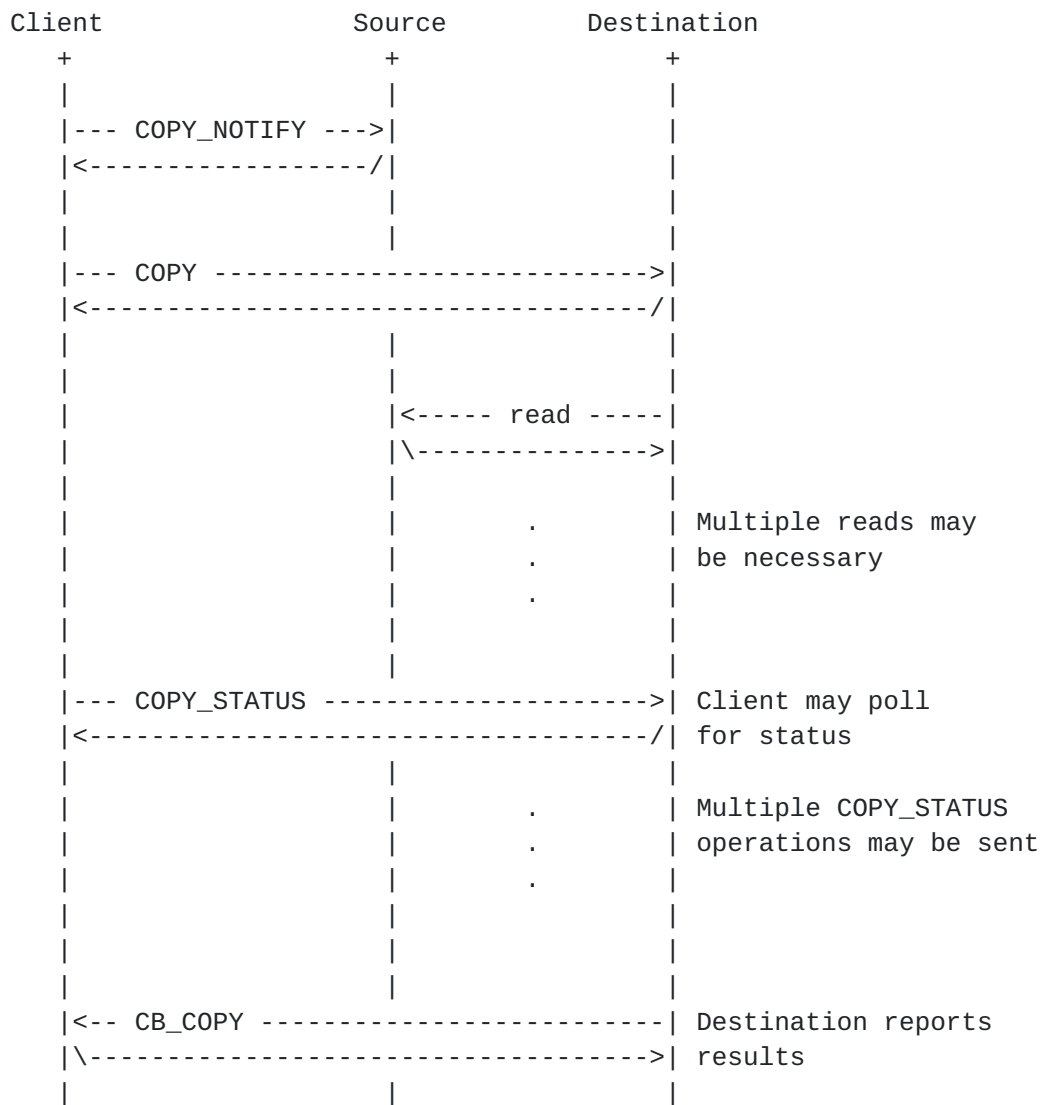 Client                Source         Destination
   +                    +                 +
   |                    |                 |
   |--- COPY_NOTIFY --->|                 |
   |<------------------/|                 |
   |                    |                 |
   |                    |                 |
   |--- COPY ---------------------------->|
   |<------------------------------------/|
   |                    |                 |
   |                    |                 |
   |                    |<----- read -----|
   |                    |\--------------->|
   |                    |                 |
   |                    |        .        | Multiple reads may
   |                    |        .        | be necessary
   |                    |        .        |
   |                    |                 |
   |                    |                 |
   |--- COPY_STATUS --------------------->| Client may poll
   |<------------------------------------/| for status
   |                    |                 |
   |                    |        .        | Multiple COPY_STATUS
   |                    |        .        | operations may be sent
   |                    |        .        |
   |                    |                 |
   |                    |                 |
   |                    |                 |
   |<-- CB_COPY --------------------------| Destination reports
   |\------------------------------------>| results
   |                    |                 |